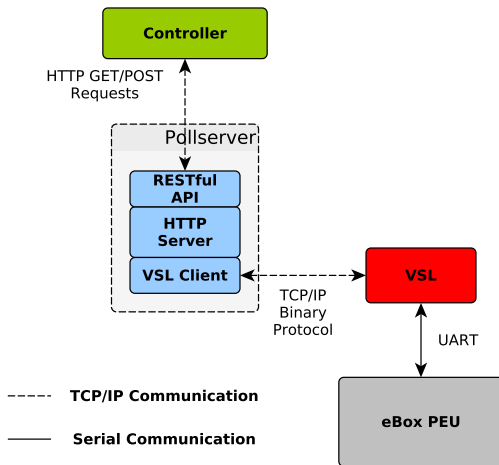 Controller
HTTP GET/POST
Requests
Pollserver
RESTful
API
HTTP
Server
VSL Client
VSL
TCP/IP
Binary
Protocol
UART
eBox PEU
TCP/IP Communication
Serial Communication